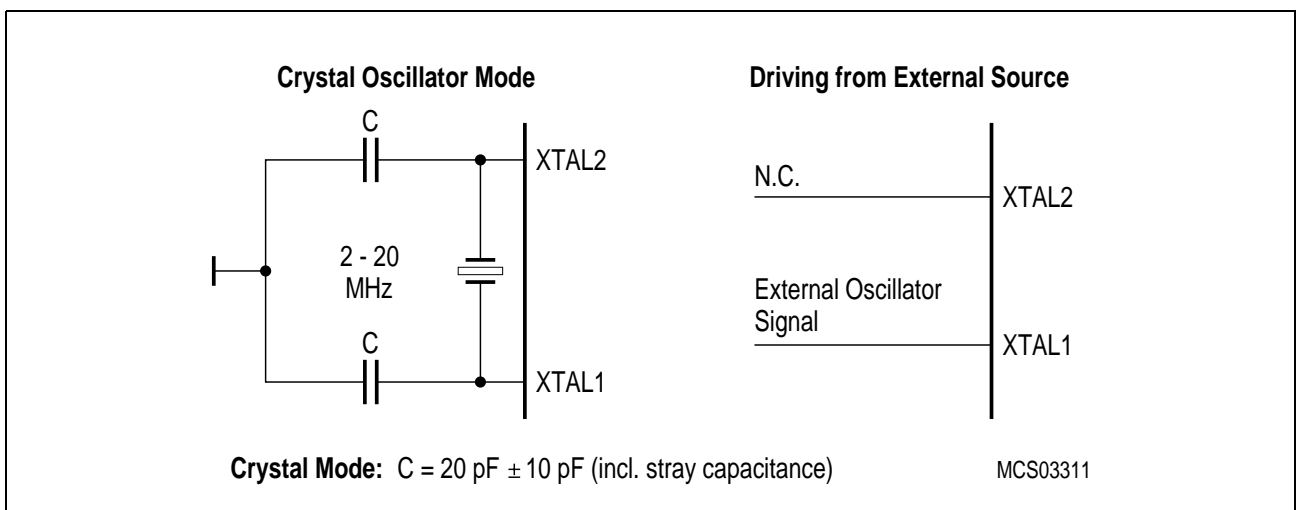 Crystal Oscillator Mode
C
XTAL2
2 - 20
MHz
C
XTAL1
Driving from External Source
N.C.
XTAL2
External Oscillator
Signal
XTAL1
Crystal Mode: C = 20 pF ± 10 pF (incl. stray capacitance)
MCS03311